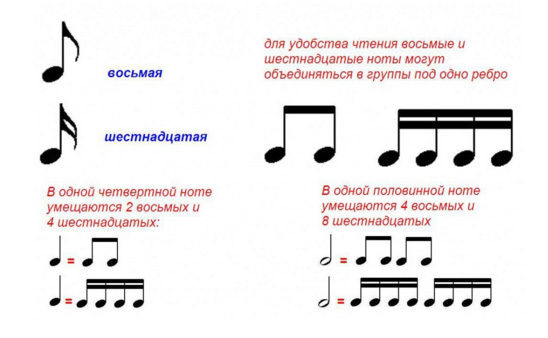 восьмая
для удобства чтения восьмые и
шестнадцатые ноты могут
объединяться в группы под одно ребро
шестнадцатая
В одной четвертной ноте
умещаются 2 восьмых и
4 шестнадцатых:
=
=
В одной половинной ноте
умещаются 4 восьмых и
8 шестнадцатых
=
=